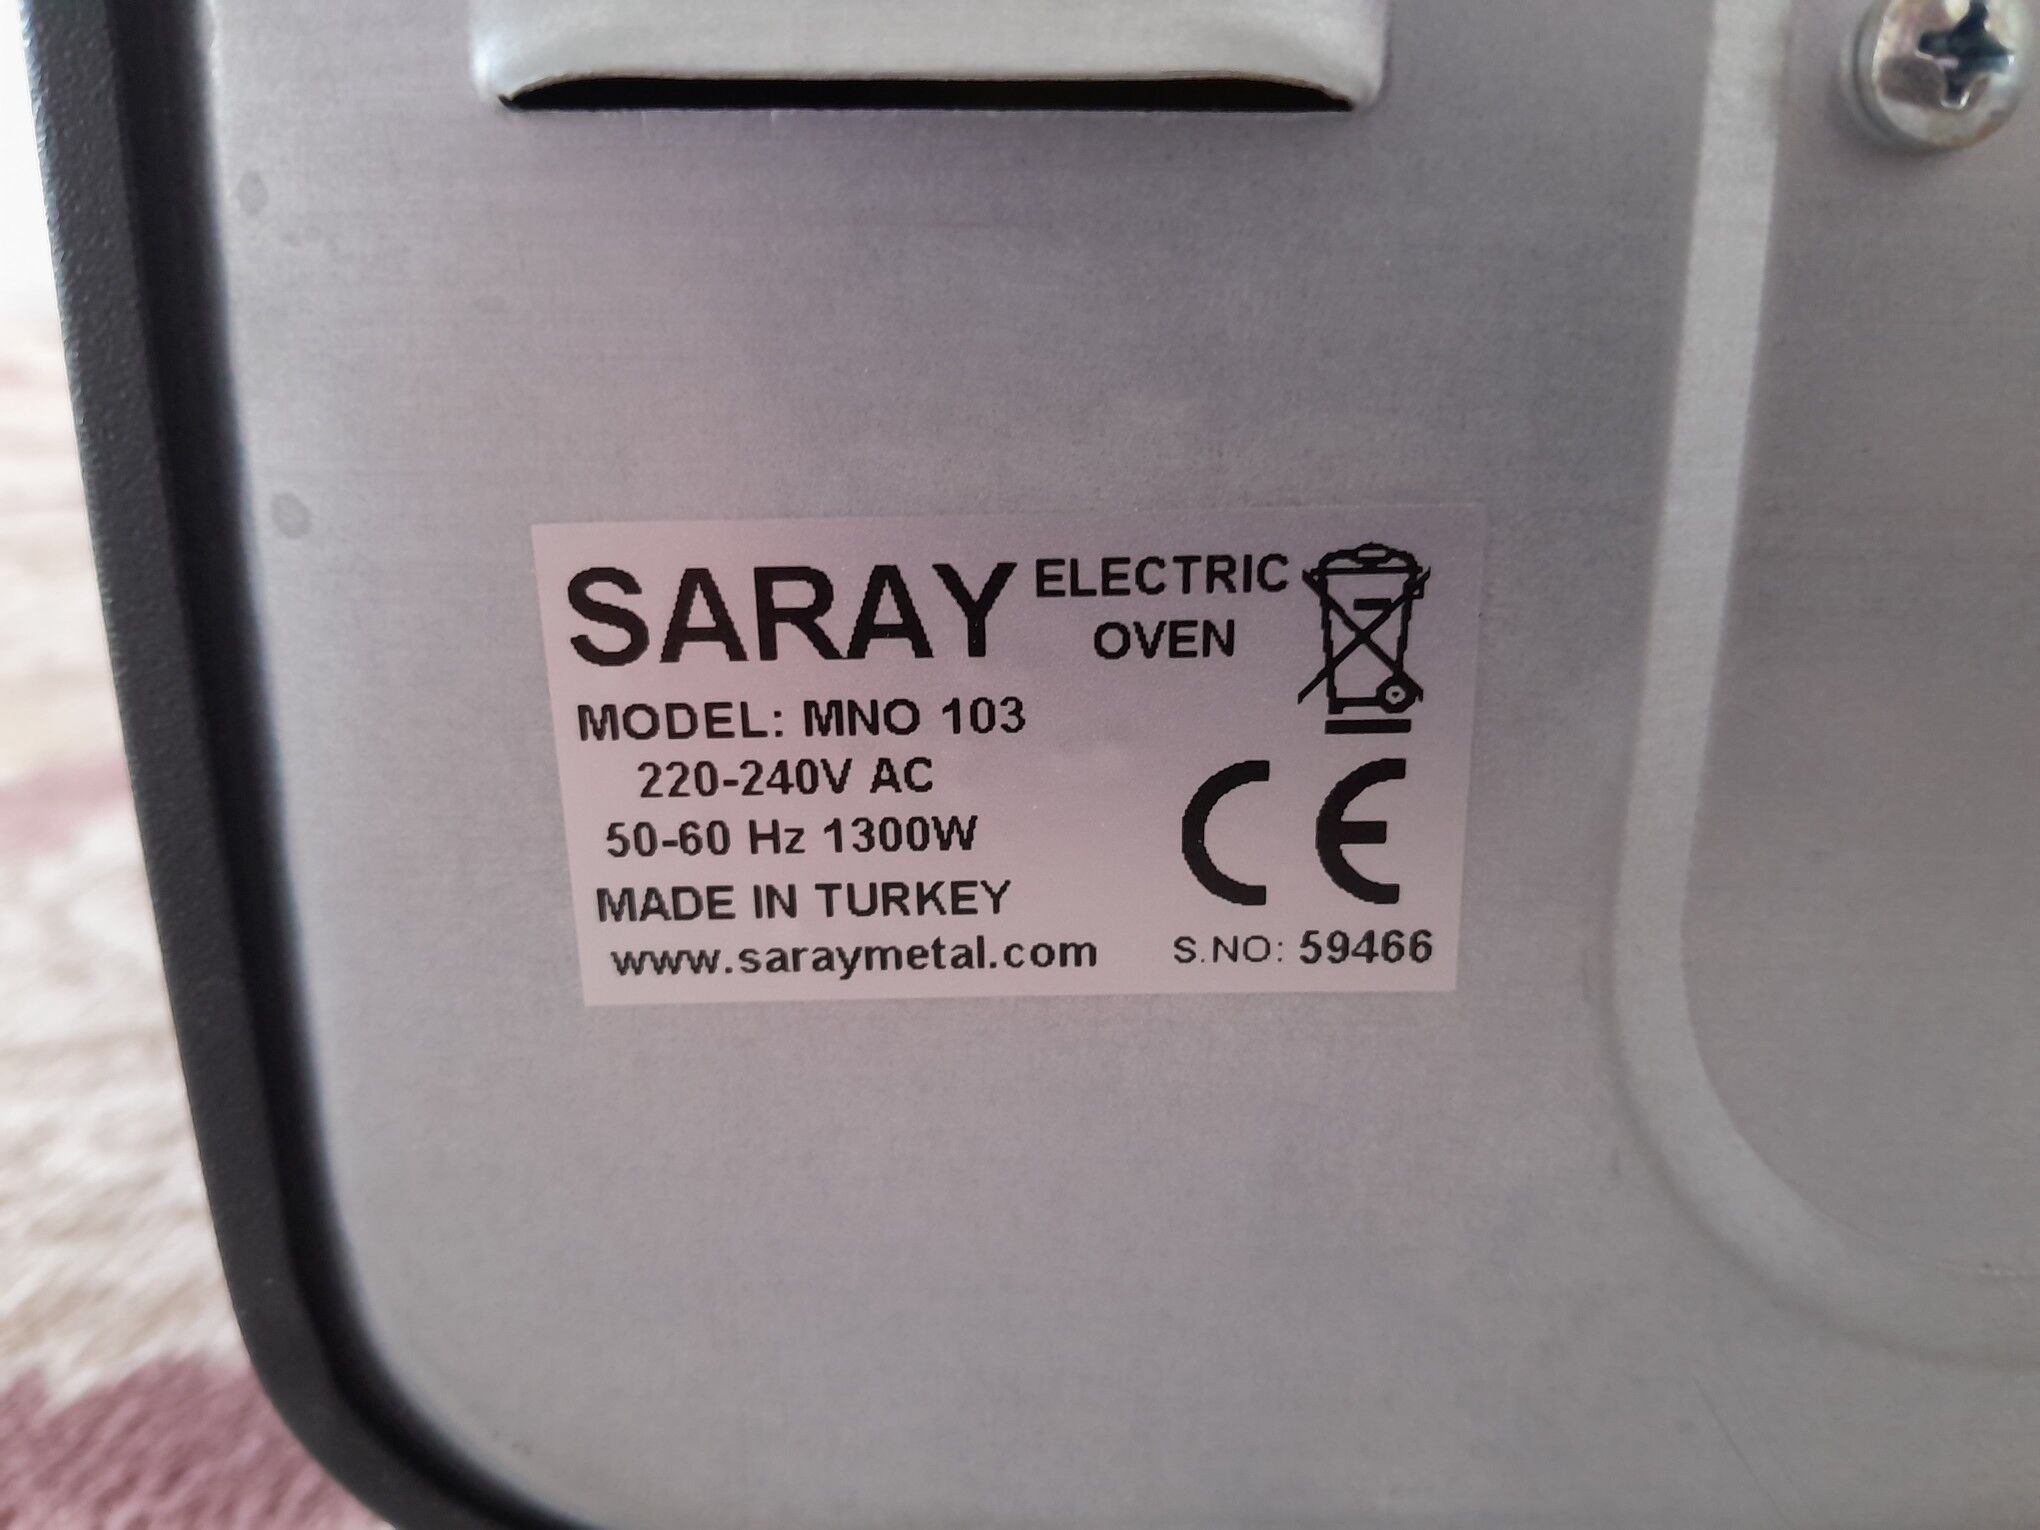 SARAY ELECTRIC OVEN
MODEL: MNO 103
220-240V AC
50-60 Hz 1300W
MADE IN TURKEY
CE
www.saraymetal.com S.NO: 59466